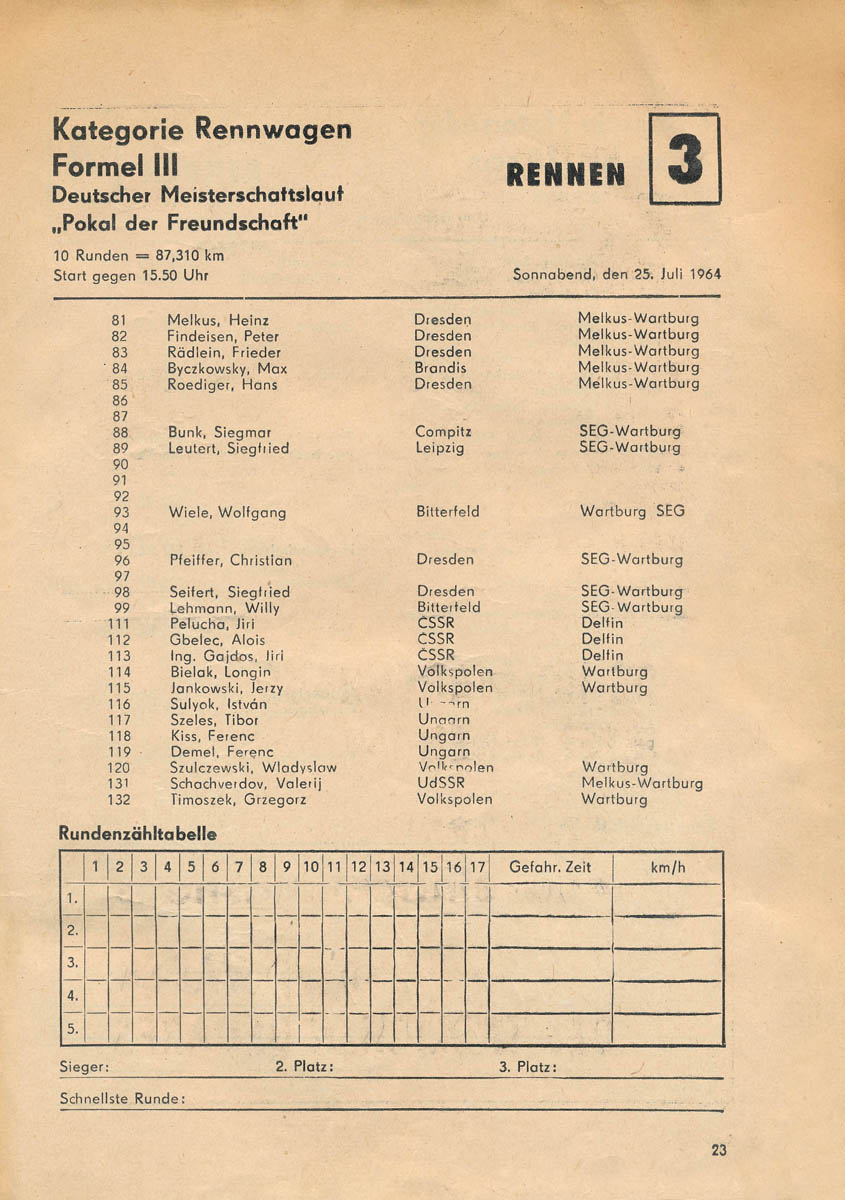 Kategorie Rennwagen
Formel III
Deutscher Meisterschaftslauf
„Pokal der Freundschaft"
RENNEN 3
10 Runden = 87,310 km
Start gegen 15.50 Uhr Sonnabend, den 25. Juli 1964
81 Melkus, Heinz Dresden Melkus-Wartburg
82 Findeisen, Peter Dresden Melkus-Wartburg
83 Rädlein, Frieder Dresden Melkus-Wartburg
84 Byczkowsky, Max Brandis Melkus-Wartburg
85 Roediger, Hans Dresden Melkus-Wartburg
86
87
88 Bunk, Siegmar Compitz SEG-Wartburg
89 Leutert, Siegfried Leipzig SEG-Wartburg
90
91
92
93 Wiele, Wolfgang Bitterfeld Wartburg SEG
94
95
96 Pfeiffer, Christian Dresden SEG-Wartburg
97
98 Seifert, Siegfried Dresden SEG-Wartburg
99 Lehmann, Willy Bitterfeld SEG-Wartburg
111 Pelucha, Jiri ČSSR Delfin
112 Gbelec, Alois ČSSR Delfin
113 Ing. Gajdos, Jiri ČSSR Delfin
114 Bielak, Longin Volkspolen Wartburg
115 Jankowski, Jerzy Volkspolen Wartburg
116 Sulyok, István
117 Szeles, Tibor Ungarn
118 Kiss, Ferenc Ungarn
119 Demel, Ferenc Ungarn
120 Szulczewski, Wladyslaw Volkspolen Wartburg
131 Schachverdov, Valerij UdSSR Melkus-Wartburg
132 Timoszek, Grzegorz Volkspolen Wartburg
Rundenzähltabelle
1 2 3 4 5 6 7 8 9 10 11 12 13 14 15 16 17 Gefahr. Zeit km/h
1.
2.
3.
4.
5.
Sieger: 2. Platz: 3. Platz:
Schnellste Runde:
23